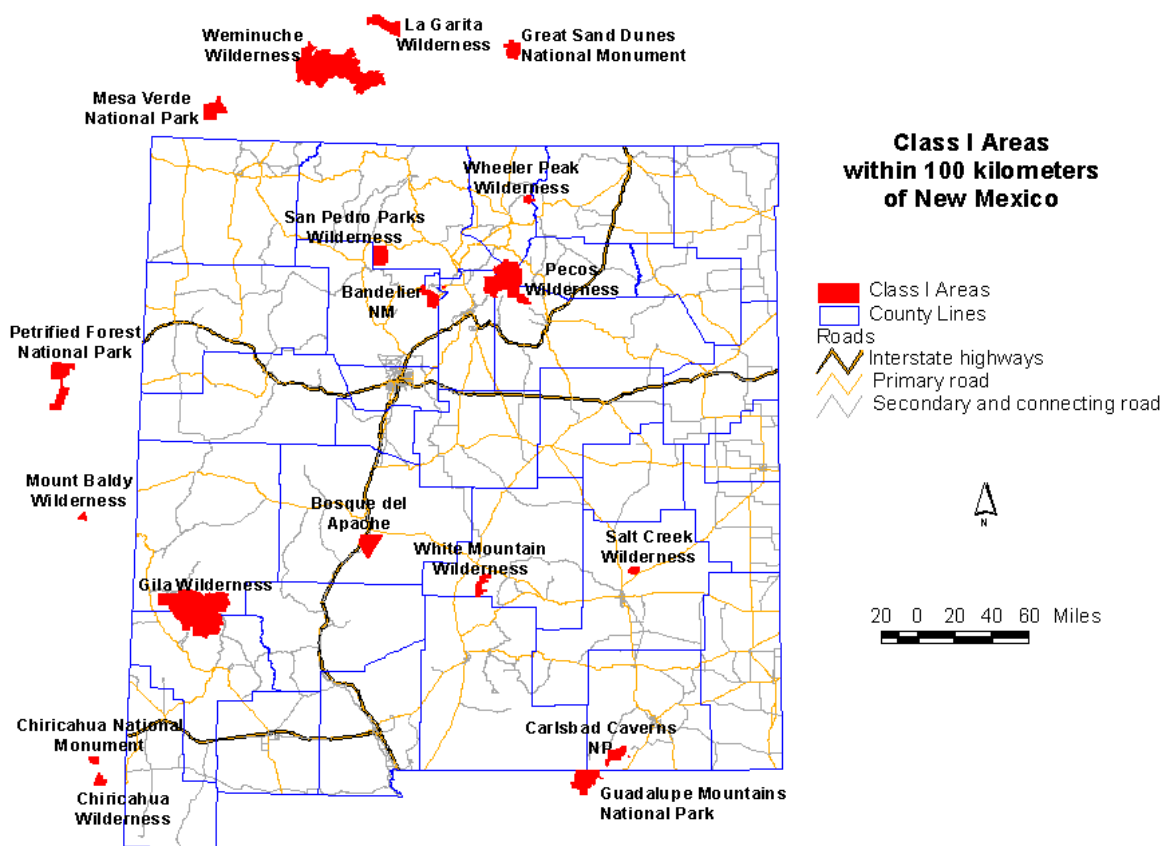 La Garita
Wilderness
Weminuche
Wilderness
Great Sand Dunes
National Monument
Mesa Verde
National Park
Class I Areas
within 100 kilometers
of New Mexico
Wheeler Peak
Wilderness
San Pedro Parks
Wilderness
Pecos
Wilderness
Bandelier
NM
Class I Areas
County Lines
Roads
Interstate highways
Primary road
Secondary and connecting road
Petrified Forest
National Park
Mount Baldy
Wilderness
Bosque del
Apache
White Mountain
Wilderness
Salt Creek
Wilderness
N
Gila Wilderness
20 0 20 40 60 Miles
Chiricahua National
Monument
Carlsbad Caverns
NP
Chiricahua
Wilderness
Guadalupe Mountains
National Park